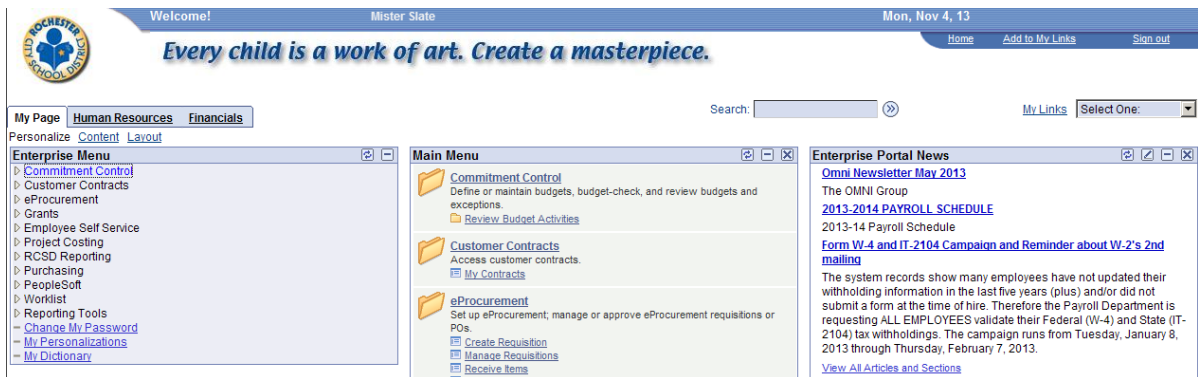 Welcome! Mister Slate Mon, Nov 4, 13
ROCHESTER CITY SCHOOL DISTRICT
Every child is a work of art. Create a masterpiece.
Home Add to My Links Sign out
Search: My Links Select One:
My Page Human Resources Financials
Personalize Content Layout
Enterprise Menu
Commitment Control
Customer Contracts
eProcurement
Grants
Employee Self Service
Project Costing
RCSD Reporting
Purchasing
PeopleSoft
Worklist
Reporting Tools
Change My Password
My Personalizations
My Dictionary
Main Menu
Commitment Control
Define or maintain budgets, budget-check, and review budgets and
exceptions.
Review Budget Activities
Customer Contracts
Access customer contracts.
My Contracts
eProcurement
Set up eProcurement; manage or approve eProcurement requisitions or
POs.
Create Requisition
Manage Requisitions
Receive Items
Enterprise Portal News
Omni Newsletter May 2013
The OMNI Group
2013-2014 PAYROLL SCHEDULE
2013-14 Payroll Schedule
Form W-4 and IT-2104 Campaign and Reminder about W-2's 2nd
mailing
The system records show many employees have not updated their
withholding information in the last five years (plus) and/or did not
submit a form at the time of hire. Therefore the Payroll Department is
requesting ALL EMPLOYEES validate their Federal (W-4) and State (IT-
2104) tax withholdings. The campaign runs from Tuesday, January 8,
2013 through Thursday, February 7, 2013.
View All Articles and Sections